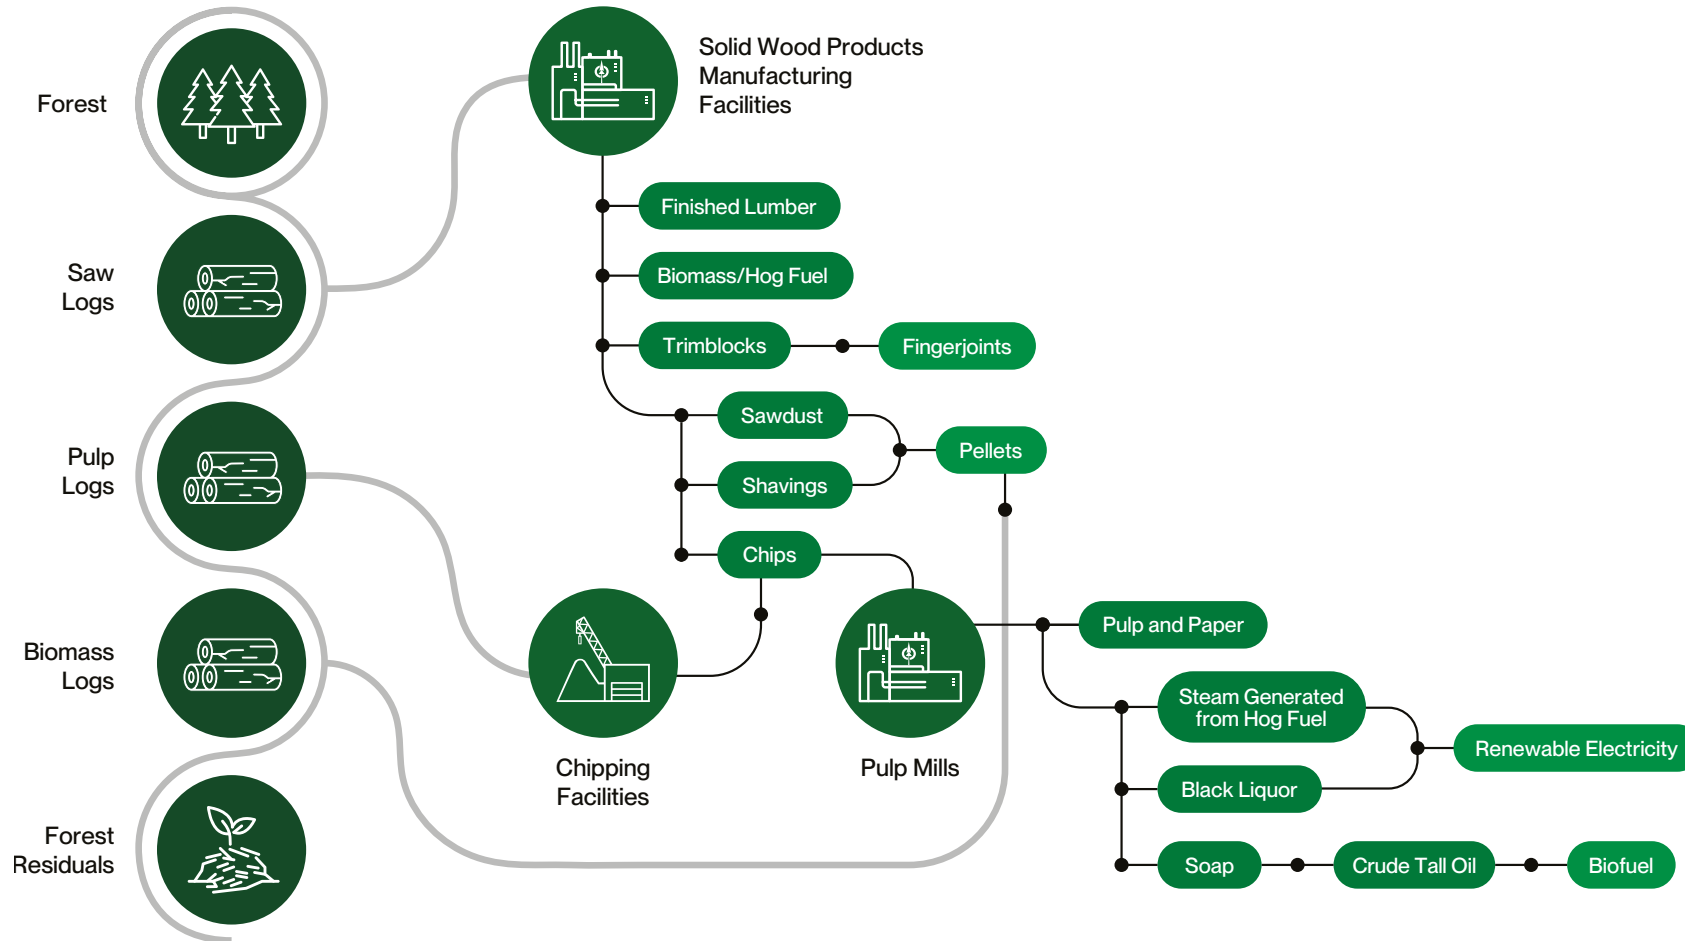 Forest
Saw
Logs
Pulp
Logs
Biomass
Logs
Forest
Residuals
Solid Wood Products
Manufacturing
Facilities
Finished Lumber
Biomass/Hog Fuel
Trimblocks
Fingerjoints
Sawdust
Shavings
Pellets
Chips
Chipping
Facilities
Pulp Mills
Pulp and Paper
Steam Generated
from Hog Fuel
Black Liquor
Renewable Electricity
Soap
Crude Tall Oil
Biofuel